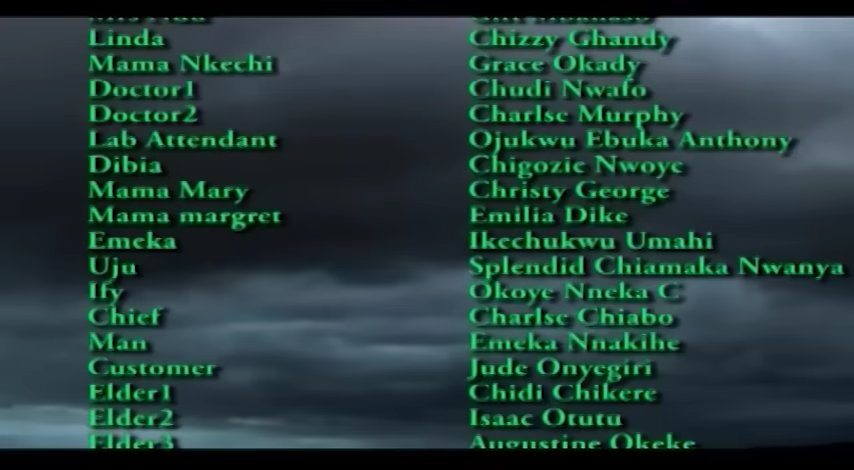 Linda Chizzy Ghandy
Mama Nkechi Grace Okady
Doctor1 Chudi Nwafo
Doctor2 Charlse Murphy
Lab Attendant Ojukwu Ebuka Anthony
Dibia Chigozie Nwoye
Mama Mary Christy George
Mama margret Emilia Dike
Emeka Ikechukwu Umahi
Uju Splendid Chiamaka Nwanya
Ify Okoye Nneka C
Chief Charlse Chiabo
Man Emeka Nnakihe
Customer Jude Onyegiri
Elder1 Chidi Chikere
Elder2 Isaac Otutu
Elder3 Augustine Okeke